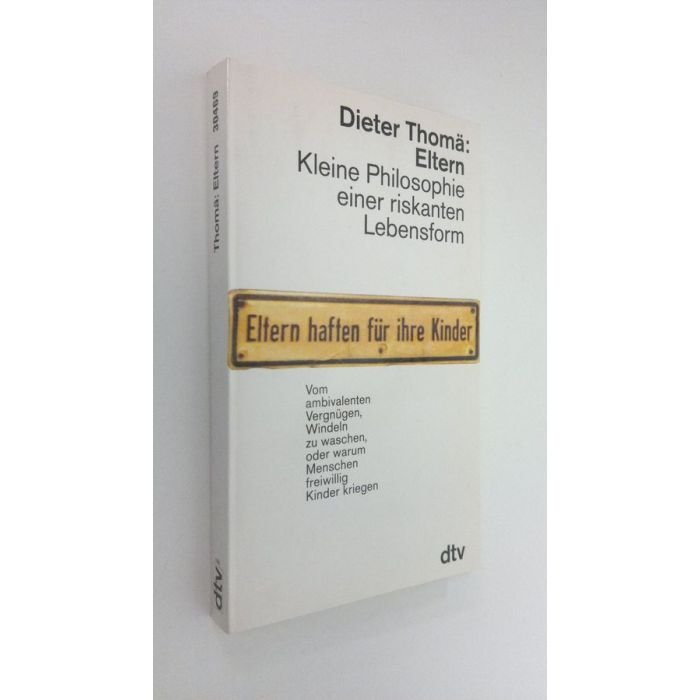 Dieter Thomä:
Eltern
Kleine Philosophie
einer riskanten
Lebensform
Eltern haften für ihre Kinder
Vom
ambivalenten
Vergnügen,
Windeln
zu waschen,
oder warum
Menschen
freiwillig
Kinder kriegen
dtv
Thomä: Eltern 30469
dtv